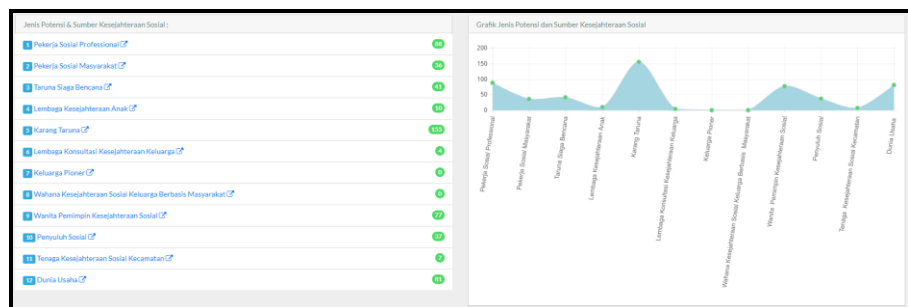 Jenis Potensi & Sumber Kesejahteraan Sosial :
1 Pekerja Sosial Professional 88
2 Pekerja Sosial Masyarakat 36
3 Taruna Siaga Bencana 41
4 Lembaga Kesejahteraan Anak 10
5 Karang Taruna 155
6 Lembaga Konsultasi Kesejahteraan Keluarga 4
7 Keluarga Pioner 0
8 Wahana Kesejahteraan Sosial Keluarga Berbasis Masyarakat 0
9 Wanita Pemimpin Kesejahteraan Sosial 77
10 Penyuluh Sosial 37
11 Tenaga Kesejahteraan Sosial Kecamatan 7
12 Dunia Usaha 81
Grafik Jenis Potensi dan Sumber Kesejahteraan Sosial
200
150
100
50
0
Pekerja Sosial Professional
Pekerja Sosial Masyarakat
Taruna Siaga Bencana
Lembaga Kesejahteraan Anak
Karang Taruna
Lembaga Konsultasi Kesejahteraan Keluarga
Keluarga Pioner
Wahana Kesejahteraan Sosial Keluarga Berbasis Masyarakat
Wanita Pemimpin Kesejahteraan Sosial
Penyuluh Sosial
Tenaga Kesejahteraan Sosial Kecamatan
Dunia Usaha